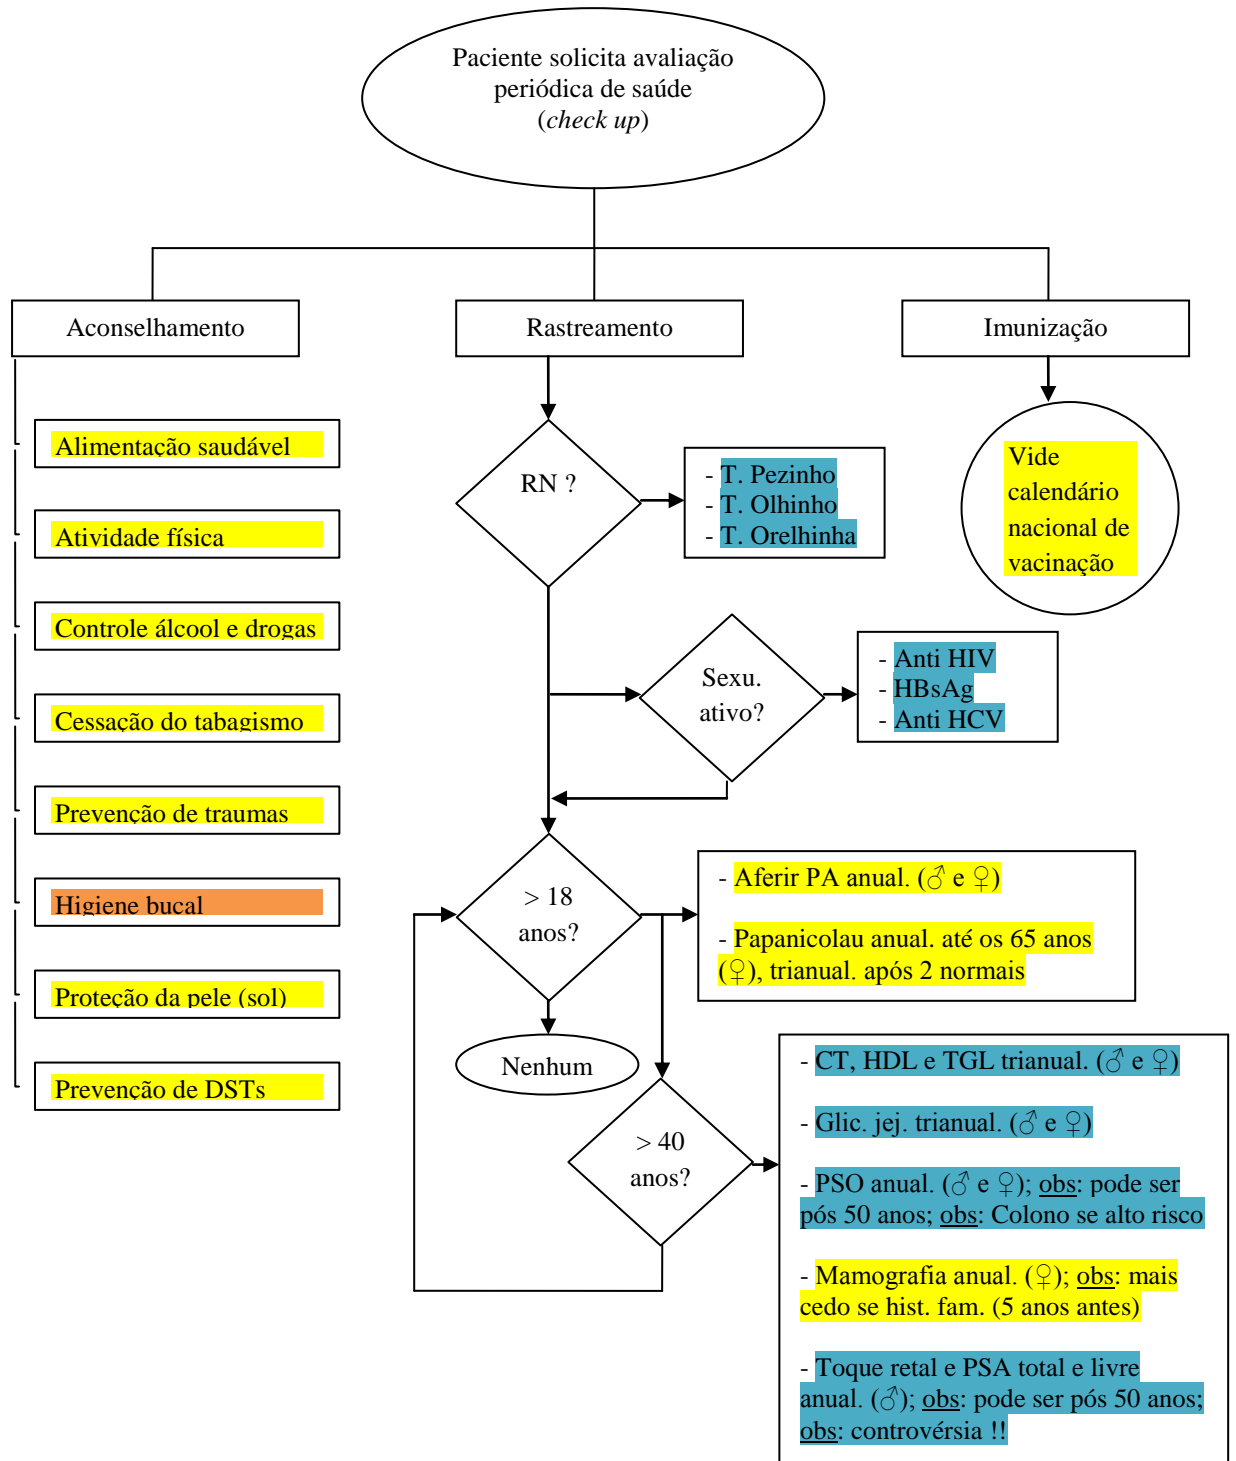 Paciente solicita avaliação
periódica de saúde
(check up)
Aconselhamento
Rastreamento
Imunização
Alimentação saudável
Atividade física
Controle álcool e drogas
Cessação do tabagismo
Prevenção de traumas
Higiene bucal
Proteção da pele (sol)
Prevenção de DSTs
RN ?
- T. Pezinho
- T. Olhinho
- T. Orelhinha
Vide
calendário
nacional de
vacinação
Sexu.
ativo?
- Anti HIV
- HBsAg
- Anti HCV
> 18
anos?
- Aferir PA anual. (♂ e ♀)
- Papanicolau anual. até os 65 anos
(♀), trianual. após 2 normais
Nenhum
> 40
anos?
- CT, HDL e TGL trianual. (♂ e ♀)
- Glic. jej. trianual. (♂ e ♀)
- PSO anual. (♂ e ♀); obs: pode ser
pós 50 anos; obs: Colono se alto risco
- Mamografia anual. (♀); obs: mais
cedo se hist. fam. (5 anos antes)
- Toque retal e PSA total e livre
anual. (♂); obs: pode ser pós 50 anos;
obs: controvérsia !!